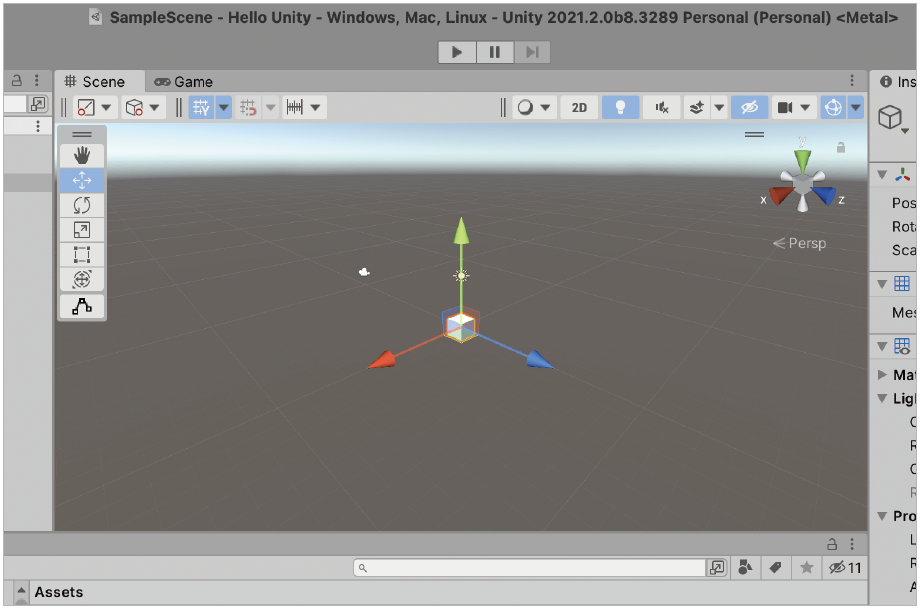 SampleScene - Hello Unity - Windows, Mac, Linux - Unity 2021.2.0b8.3289 Personal (Personal) <Metal>
Scene
Game
Ins
2D
y
x
z
Persp
Pos
Rota
Sca
Mes
Mat
Ligh
C
R
C
R
Pro
L
R
A
11
Assets